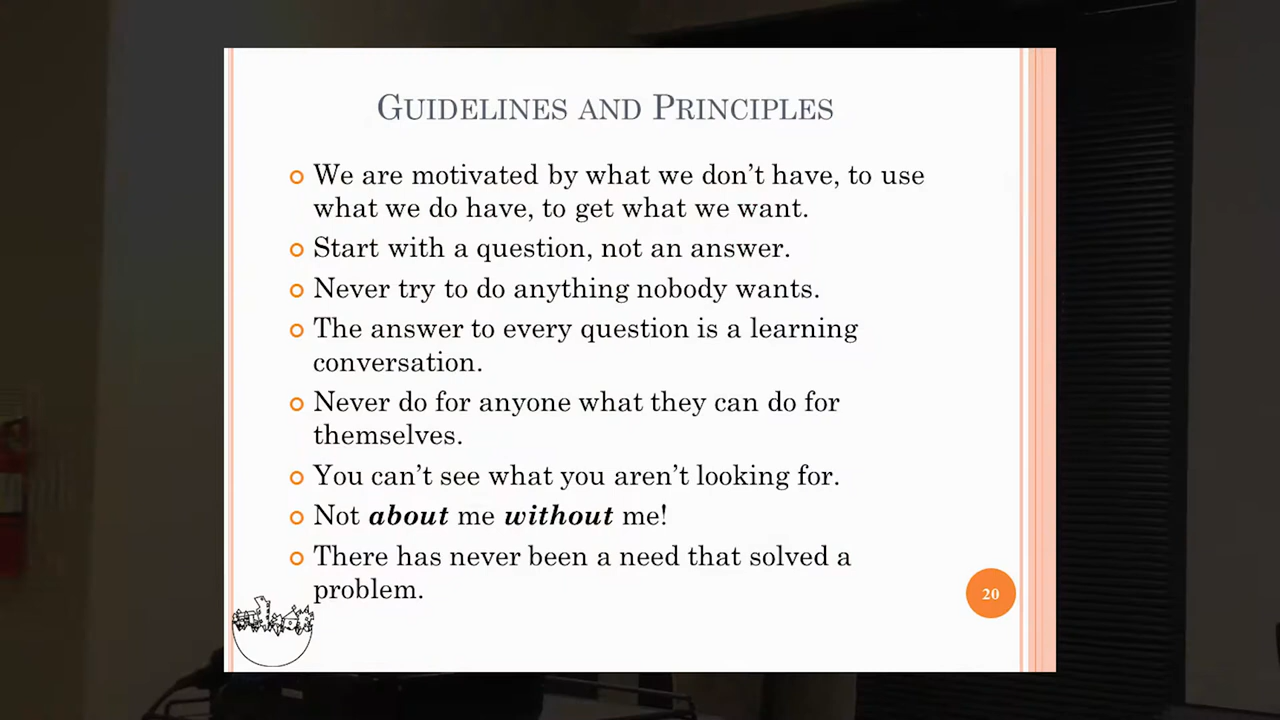 GUIDELINES AND PRINCIPLES
We are motivated by what we don't have, to use
what we do have, to get what we want.
Start with a question, not an answer.
Never try to do anything nobody wants.
The answer to every question is a learning
conversation.
Never do for anyone what they can do for
themselves.
You can't see what you aren't looking for.
Not about me without me!
There has never been a need that solved a
problem.
20